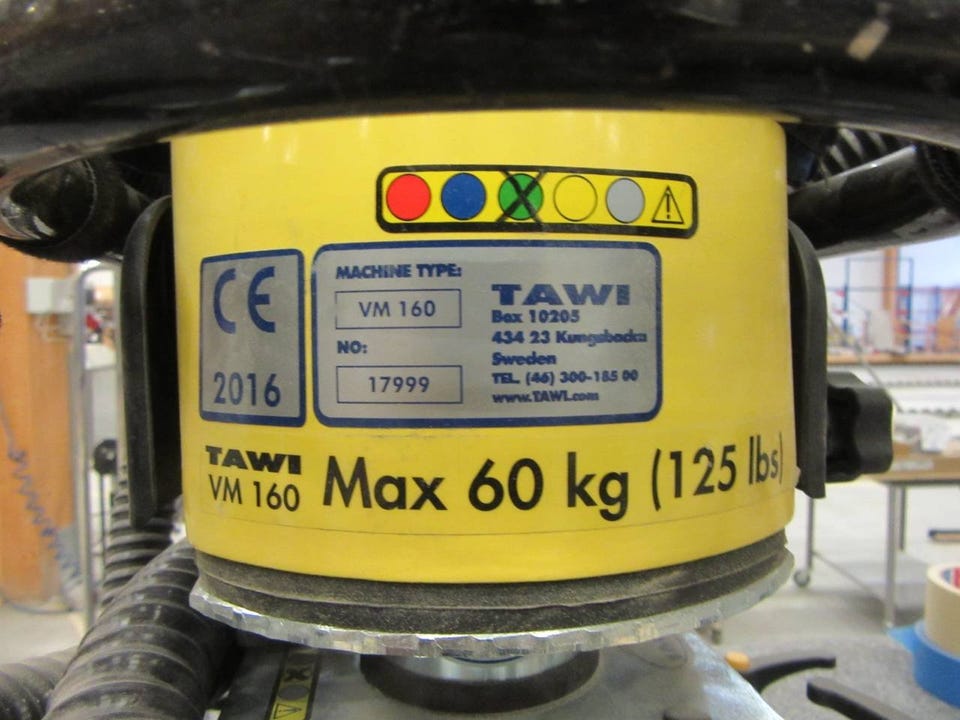 CE
2016
MACHINE TYPE:
VM 160
NO:
17999
TAWI
Box 10205
434 23 Kungsbacka
Sweden
TEL. (46) 300-185 00
www.TAWI.com
TAWI
VM 160
Max 60 kg (125 lbs)